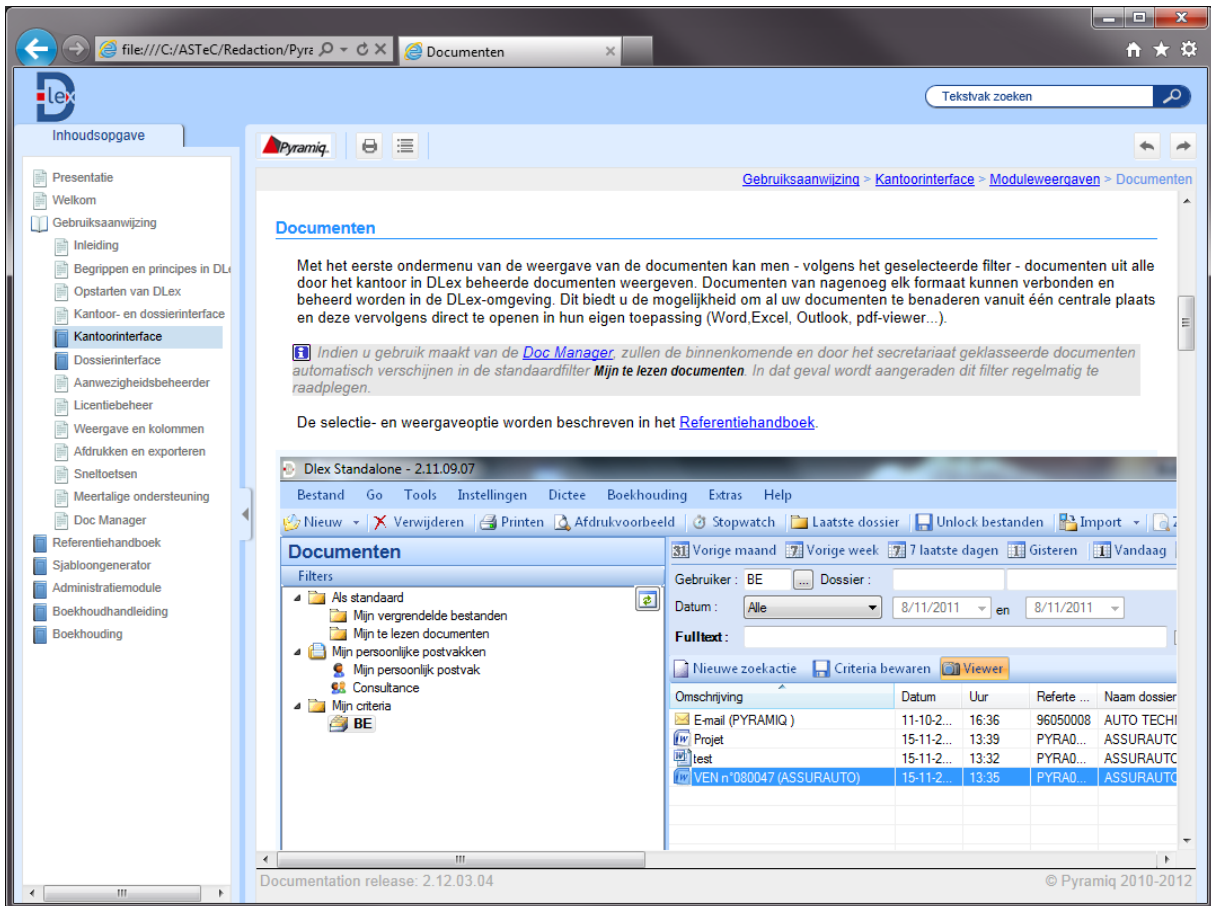 file:///C:/ASTeC/Redaction/Pyra
Documenten
Dlex
Tekstvak zoeken
Inhoudsopgave
Pyramiq
Presentatie
Welkom
Gebruiksaanwijzing
Inleiding
Begrippen en principes in DLe
Opstarten van DLex
Kantoor- en dossierinterface
Kantoorinterface
Dossierinterface
Aanwezigheidsbeheerder
Licentiebeheer
Weergave en kolommen
Afdrukken en exporteren
Sneltoetsen
Meertalige ondersteuning
Doc Manager
Referentiehandboek
Sjabloongenerator
Administratiemodule
Boekhoudhandleiding
Boekhouding
Gebruiksaanwijzing > Kantoorinterface > Moduleweergaven > Documenten
Documenten
Met het eerste ondermenu van de weergave van de documenten kan men - volgens het geselecteerde filter - documenten uit alle
door het kantoor in DLex beheerde documenten weergeven. Documenten van nagenoeg elk formaat kunnen verbonden en
beheerd worden in de DLex-omgeving. Dit biedt u de mogelijkheid om al uw documenten te benaderen vanuit één centrale plaats
en deze vervolgens direct te openen in hun eigen toepassing (Word,Excel, Outlook, pdf-viewer...).
Indien u gebruik maakt van de Doc Manager, zullen de binnenkomende en door het secretariaat geklasseerde documenten
automatisch verschijnen in de standaardfilter Mijn te lezen documenten. In dat geval wordt aangeraden dit filter regelmatig te
raadplegen.
De selectie- en weergaveoptie worden beschreven in het Referentiehandboek.
Dlex Standalone - 2.11.09.07
Bestand Go Tools Instellingen Dictee Boekhouding Extras Help
Nieuw Verwijderen Printen Afdrukvoorbeeld Stopwatch Laatste dossier Unlock bestanden Import
Documenten
Filters
Als standaard
Mijn vergrendelde bestanden
Mijn te lezen documenten
Mijn persoonlijke postvakken
Mijn persoonlijk postvak
Consultance
Mijn criteria
BE
31 Vorige maand 7 Vorige week 7 7 laatste dagen 1 Gisteren 1 Vandaag
Gebruiker : BE ... Dossier :
Datum : Alle 8/11/2011 en 8/11/2011
Fulltext :
Nieuwe zoekactie Criteria bewaren Viewer
Omschrijving Datum Uur Referte ... Naam dossier
E-mail (PYRAMIQ ) 11-10-2... 16:36 96050008 AUTO TECHI
Projet 15-11-2... 13:39 PYRA0... ASSURAUTC
test 15-11-2... 13:32 PYRA0... ASSURAUTC
VEN n°080047 (ASSURAUTO) 15-11-2... 13:35 PYRA0... ASSURAUTC
Documentation release: 2.12.03.04
© Pyramiq 2010-2012